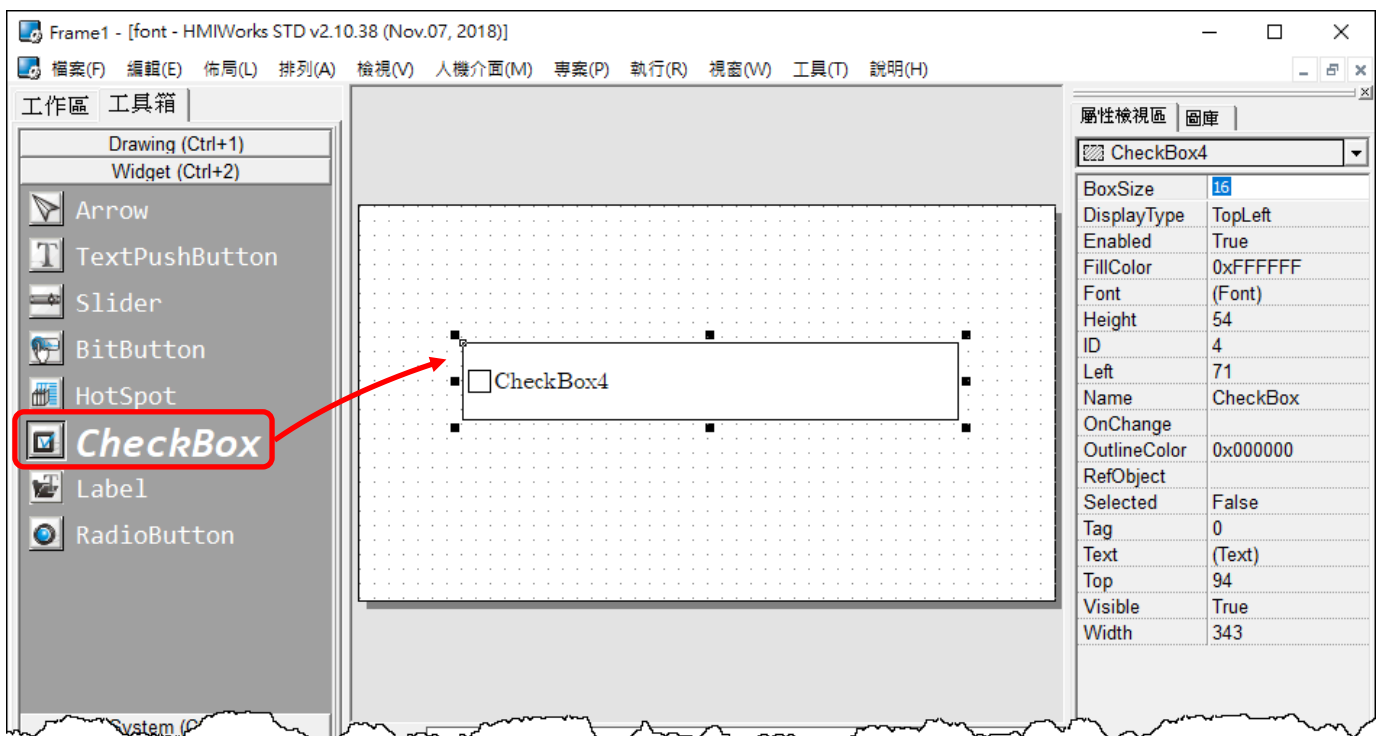 Frame1 - [font - HMIWorks STD v2.10.38 (Nov.07, 2018)]
檔案(F) 編輯(E) 佈局(L) 排列(A) 檢視(V) 人機介面(M) 專案(P) 執行(R) 視窗(W) 工具(T) 說明(H)
工作區 工具箱
Drawing (Ctrl+1)
Widget (Ctrl+2)
Arrow
TextPushButton
Slider
BitButton
HotSpot
CheckBox
Label
RadioButton
System (C
CheckBox4
屬性檢視區 圖庫
CheckBox4
BoxSize 16
DisplayType TopLeft
Enabled True
FillColor 0xFFFFFF
Font (Font)
Height 54
ID 4
Left 71
Name CheckBox
OnChange
OutlineColor 0x000000
RefObject
Selected False
Tag 0
Text (Text)
Top 94
Visible True
Width 343